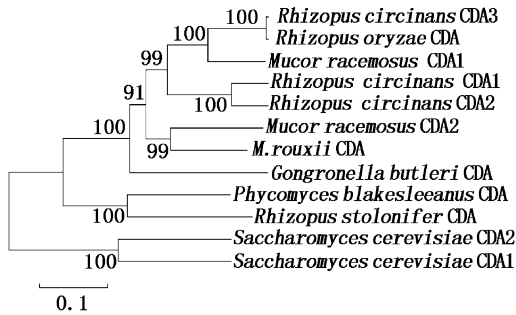 100 Rhizopus circinans CDA3
Rhizopus oryzae CDA
100
99 Mucor racemosus CDA1
91 Rhizopus circinans CDA1
100 Rhizopus circinans CDA2
100 Mucor racemosus CDA2
99 M.rouxii CDA
Gongronella butleri CDA
Phycomyces blakesleeanus CDA
100 Rhizopus stolonifer CDA
Saccharomyces cerevisiae CDA2
100 Saccharomyces cerevisiae CDA1
0.1